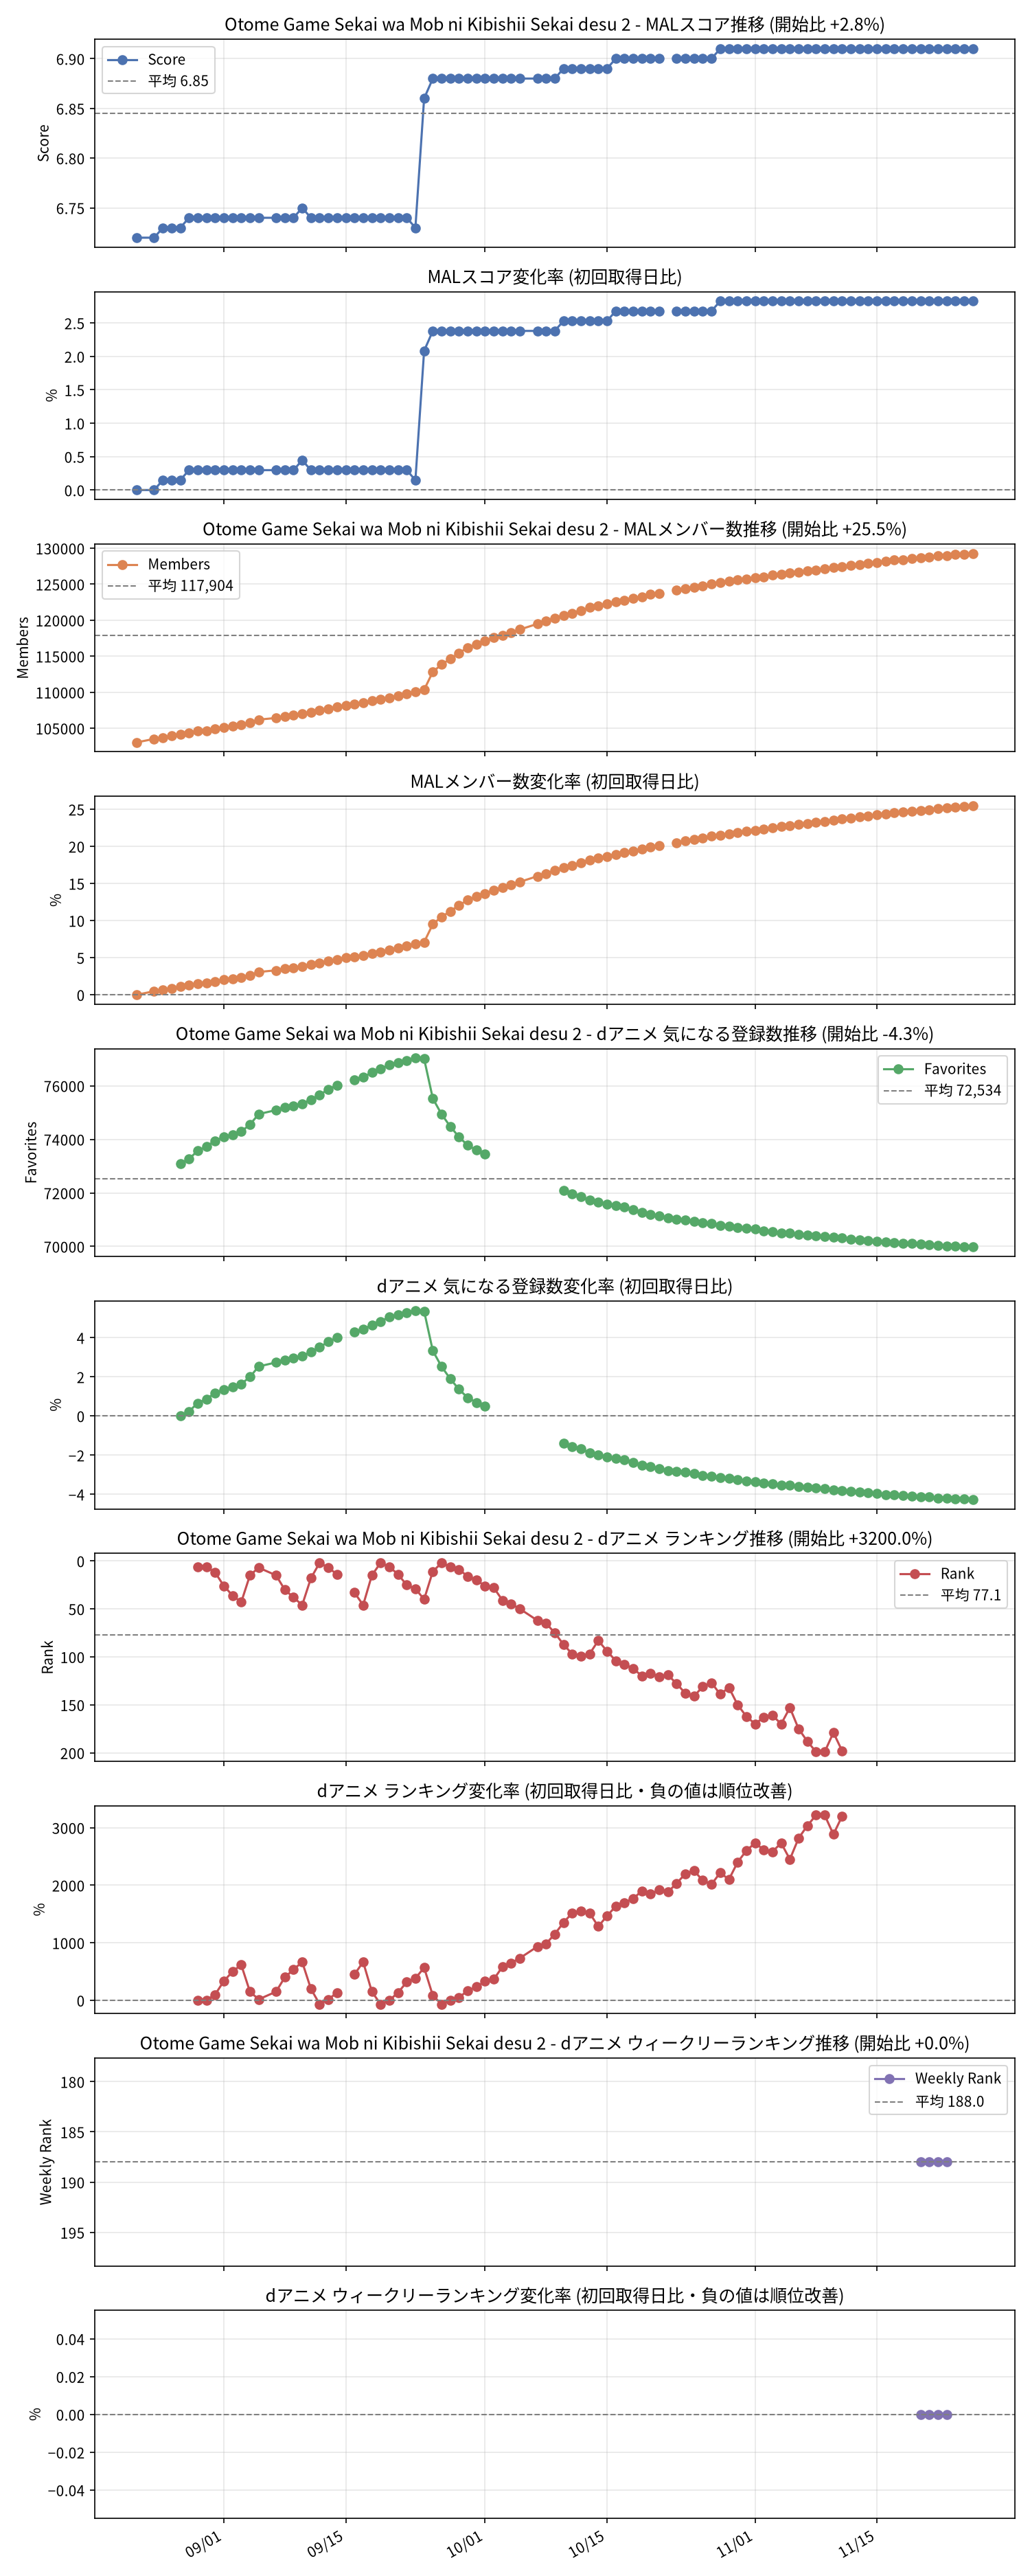 Otome Game Sekai wa Mob ni Kibishii Sekai desu 2 - MALスコア推移 (開始比 +2.8%)
Score
平均 6.85
Score
6.90
6.85
6.80
6.75
MALスコア変化率 (初回取得日比)
%
2.5
2.0
1.5
1.0
0.5
0.0
Otome Game Sekai wa Mob ni Kibishii Sekai desu 2 - MALメンバー数推移 (開始比 +25.5%)
Members
平均 117,904
Members
130000
125000
120000
115000
110000
105000
MALメンバー数変化率 (初回取得日比)
%
25
20
15
10
5
0
Otome Game Sekai wa Mob ni Kibishii Sekai desu 2 - dアニメ 気になる登録数推移 (開始比 -4.3%)
Favorites
平均 72,534
Favorites
76000
74000
72000
70000
dアニメ 気になる登録数変化率 (初回取得日比)
%
4
2
0
−2
−4
Otome Game Sekai wa Mob ni Kibishii Sekai desu 2 - dアニメ ランキング推移 (開始比 +3200.0%)
Rank
平均 77.1
Rank
0
50
100
150
200
dアニメ ランキング変化率 (初回取得日比・負の値は順位改善)
%
3000
2000
1000
0
Otome Game Sekai wa Mob ni Kibishii Sekai desu 2 - dアニメ ウィークリーランキング推移 (開始比 +0.0%)
Weekly Rank
平均 188.0
Weekly Rank
180
185
190
195
dアニメ ウィークリーランキング変化率 (初回取得日比・負の値は順位改善)
%
0.04
0.02
0.00
−0.02
−0.04
09/01
09/15
10/01
10/15
11/01
11/15